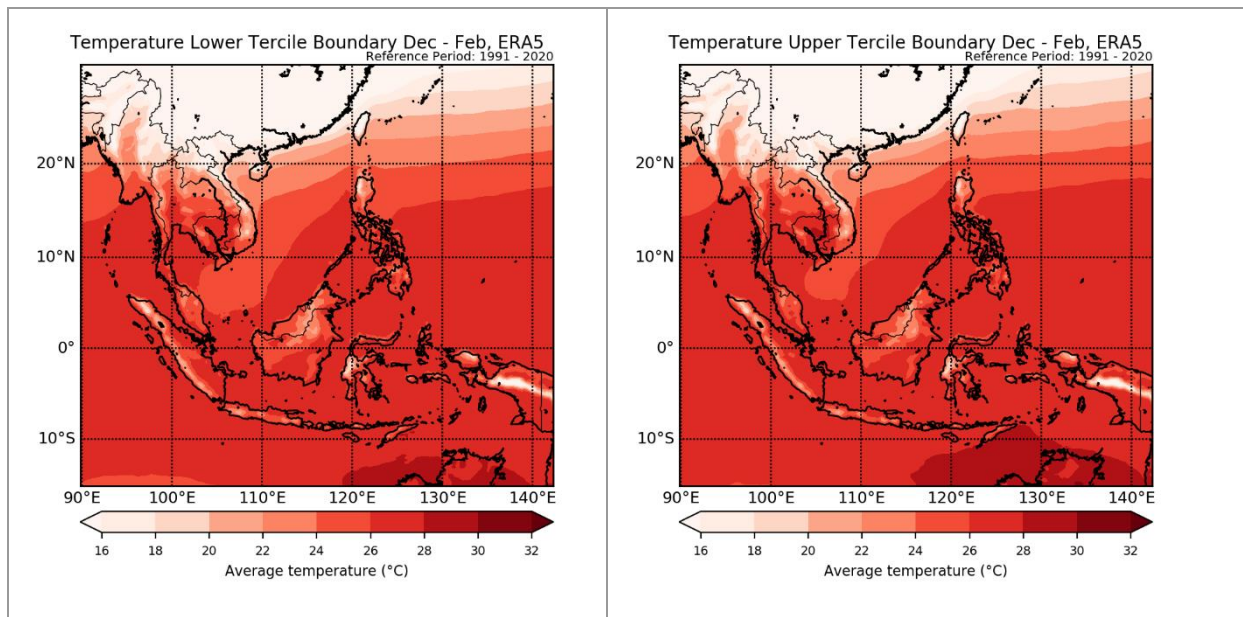 Temperature Lower Tercile Boundary Dec - Feb, ERA5
Reference Period: 1991 - 2020
20°N
10°N
0°
10°S
90°E 100°E 110°E 120°E 130°E 140°E
16 18 20 22 24 26 28 30 32
Average temperature (°C)
Temperature Upper Tercile Boundary Dec - Feb, ERA5
Reference Period: 1991 - 2020
20°N
10°N
0°
10°S
90°E 100°E 110°E 120°E 130°E 140°E
16 18 20 22 24 26 28 30 32
Average temperature (°C)